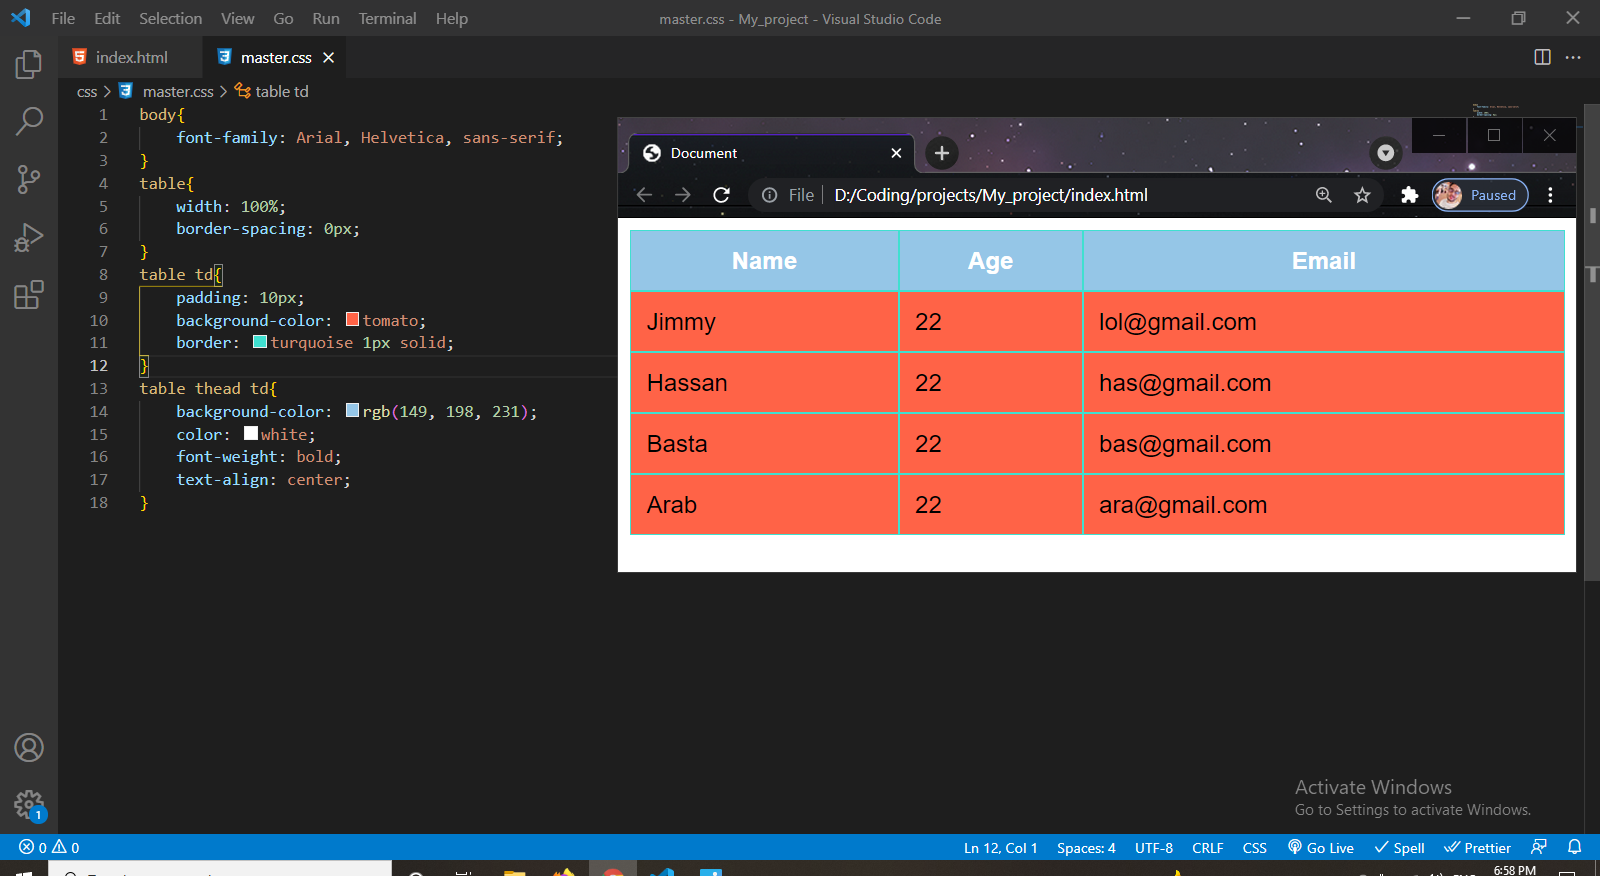 File Edit Selection View Go Run Terminal Help
master.css - My_project - Visual Studio Code
index.html
master.css
css > master.css > table td
1 body{
2 font-family: Arial, Helvetica, sans-serif;
3 }
4 table{
5 width: 100%;
6 border-spacing: 0px;
7 }
8 table td{
9 padding: 10px;
10 background-color: tomato;
11 border: turquoise 1px solid;
12 }
13 table thead td{
14 background-color: rgb(149, 198, 231);
15 color: white;
16 font-weight: bold;
17 text-align: center;
18 }
Document
File D:/Coding/projects/My_project/index.html
Paused
Name Age Email
Jimmy 22 lol@gmail.com
Hassan 22 has@gmail.com
Basta 22 bas@gmail.com
Arab 22 ara@gmail.com
Activate Windows
Go to Settings to activate Windows.
1
0 0
Ln 12, Col 1 Spaces: 4 UTF-8 CRLF CSS Go Live Spell Prettier
6:58 PM